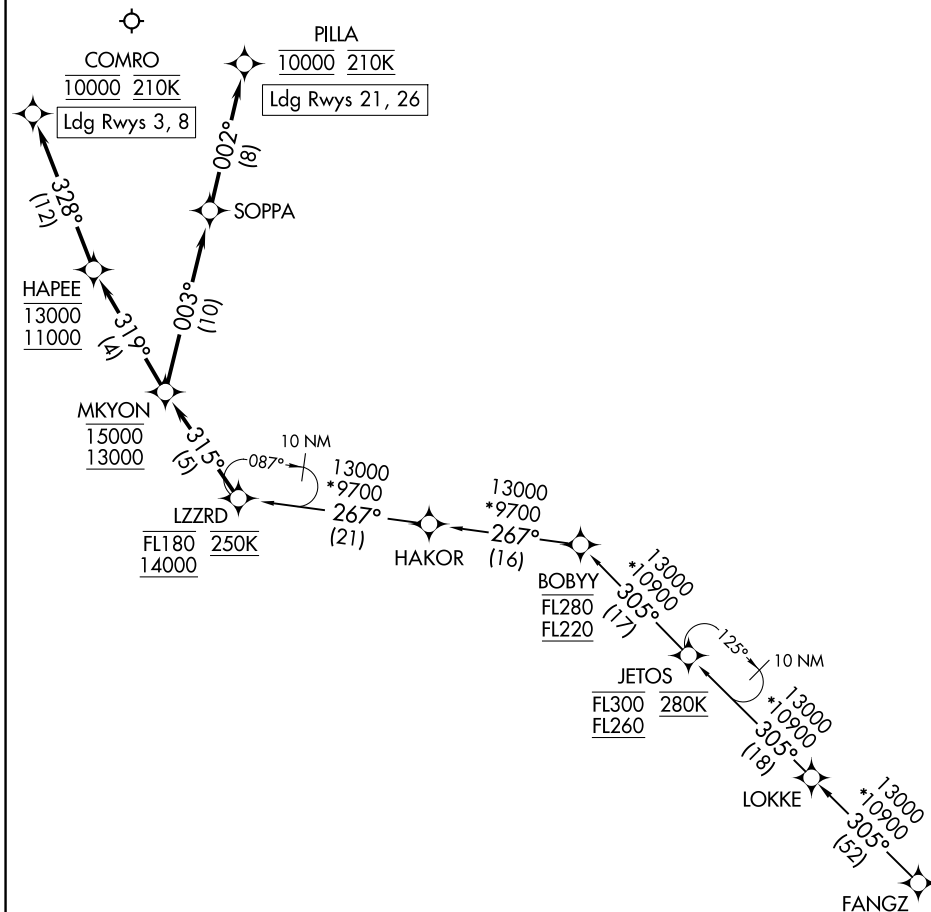 COMRO
10000 210K
Ldg Rwys 3, 8
PILLA
10000 210K
Ldg Rwys 21, 26
002°
(8)
328°
(12)
SOPPA
HAPEE
13000
11000
003°
(10)
319°
(4)
MKYON
15000
13000
315°
(5)
10 NM
087°
LZZRD
FL180 250K
14000
13000
*9700
267°
(21)
HAKOR
13000
*9700
267°
(16)
BOBYY
FL280
FL220
13000
*10900
305°
(17)
125°
10 NM
JETOS
FL300 280K
FL260
13000
*10900
305°
(18)
LOKKE
13000
*10900
305°
(52)
FANGZ